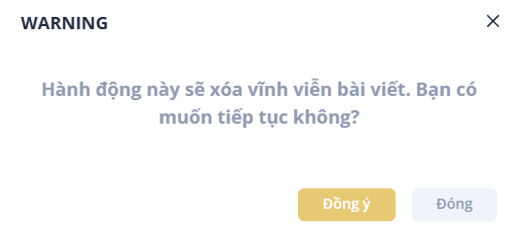 WARNING
Hành động này sẽ xóa vĩnh viễn bài viết. Bạn có
muốn tiếp tục không?
Đồng ý
Đóng